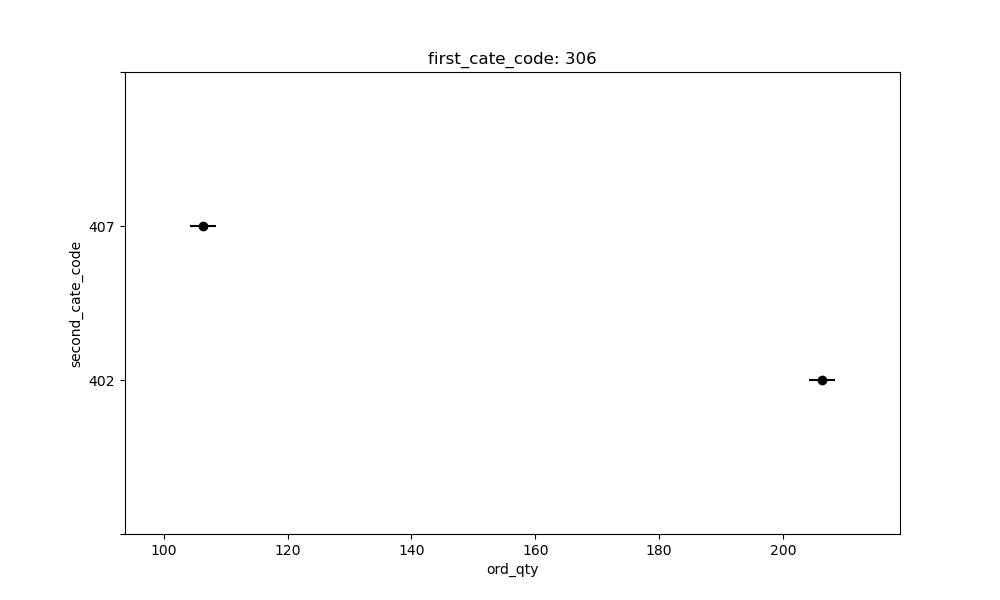 first_cate_code: 306
second_cate_code
407
402
100 120 140 160 180 200
ord_qty